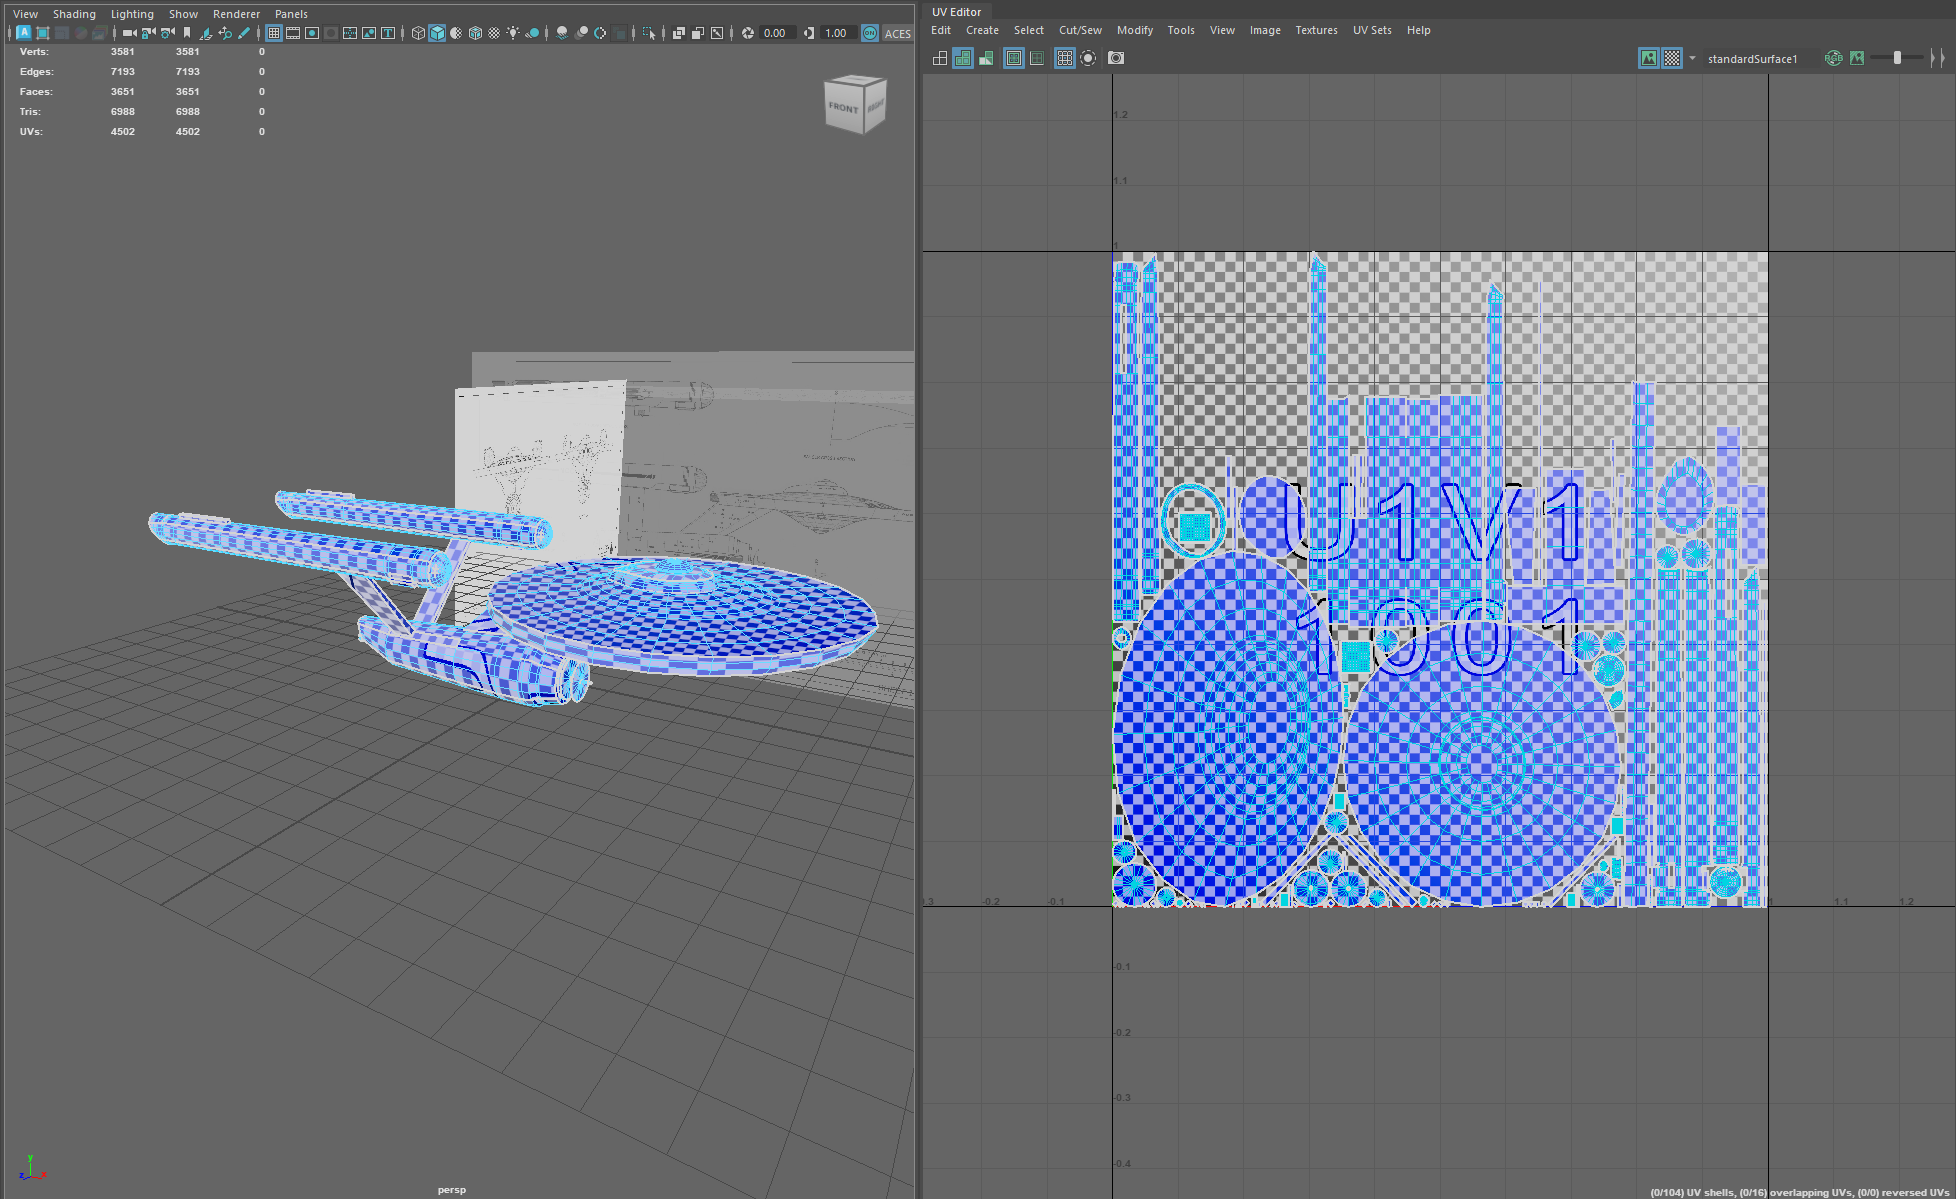 View Shading Lighting Show Renderer Panels
0.00 1.00 ON ACES
Verts: 3581 3581 0
Edges: 7193 7193 0
Faces: 3651 3651 0
Tris: 6988 6988 0
UVs: 4502 4502 0
FRONT RIGHT
y
z x
persp
UV Editor
Edit Create Select Cut/Sew Modify Tools View Image Textures UV Sets Help
standardSurface1 RGB
1.2
1.1
1
U1V1
1001
-0.2 -0.1 1 1.1 1.2
-0.1
-0.2
-0.3
-0.4
(0/104) UV shells, (0/16) overlapping UVs, (0/0) reversed UVs